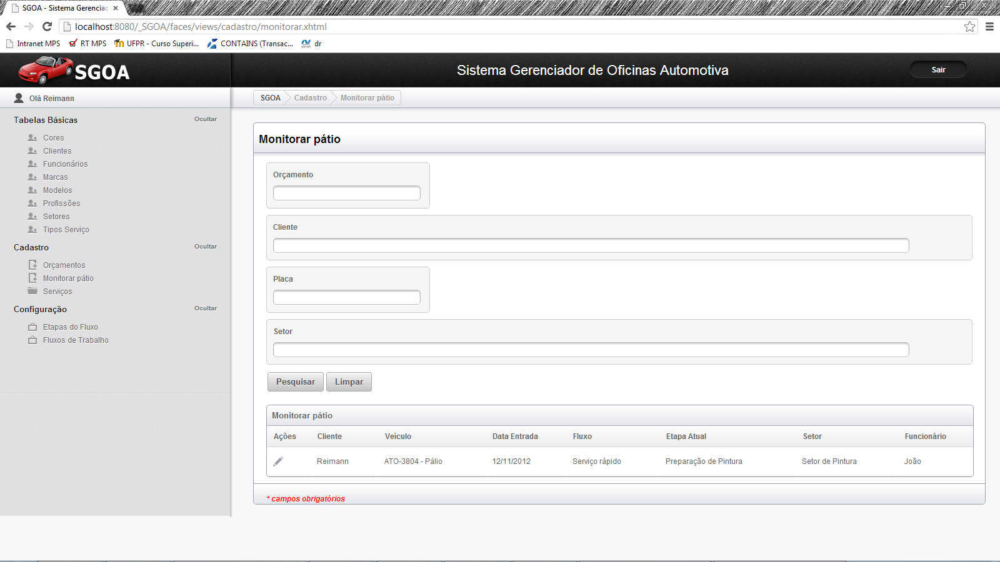 SGOA - Sistema Gerenciad
localhost:8080/_SGOA/faces/views/cadastro/monitorar.xhtml
Intranet MPS RT MPS UFPR - Curso Superi... CONTAINS (Transac... dr
SGOA Sistema Gerenciador de Oficinas Automotiva Sair
Olá Reimann
SGOA Cadastro Monitorar pátio
Tabelas Básicas Ocultar
Cores
Clientes
Funcionários
Marcas
Modelos
Profissões
Setores
Tipos Serviço
Cadastro Ocultar
Orçamentos
Monitorar pátio
Serviços
Configuração Ocultar
Etapas do Fluxo
Fluxos de Trabalho
Monitorar pátio
Orçamento
Cliente
Placa
Setor
Pesquisar Limpar
Monitorar pátio
Ações Cliente Veículo Data Entrada Fluxo Etapa Atual Setor Funcionário
Reimann ATO-3804 - Pálio 12/11/2012 Serviço rápido Preparação de Pintura Setor de Pintura João
* campos obrigatórios